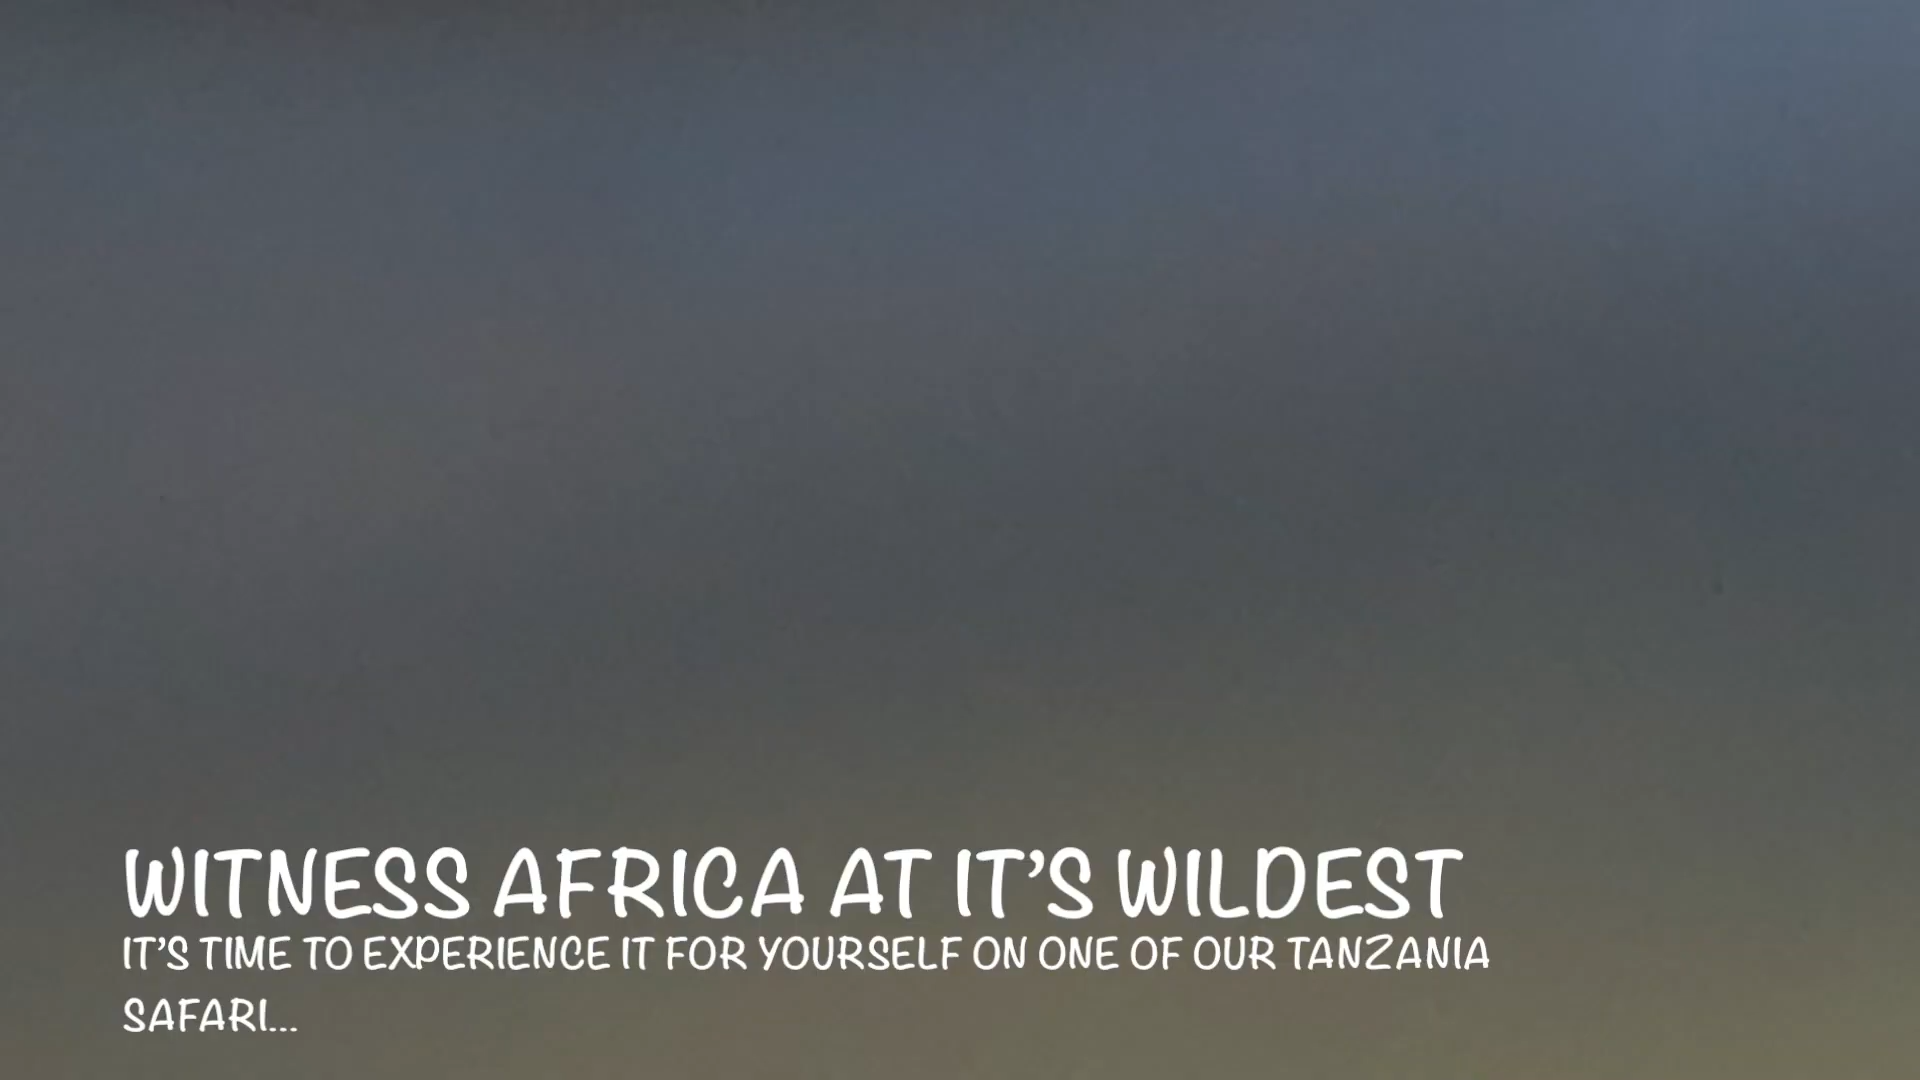 WITNESS AFRICA AT IT’S WILDEST
IT’S TIME TO EXPERIENCE IT FOR YOURSELF ON ONE OF OUR TANZANIA
SAFARI...